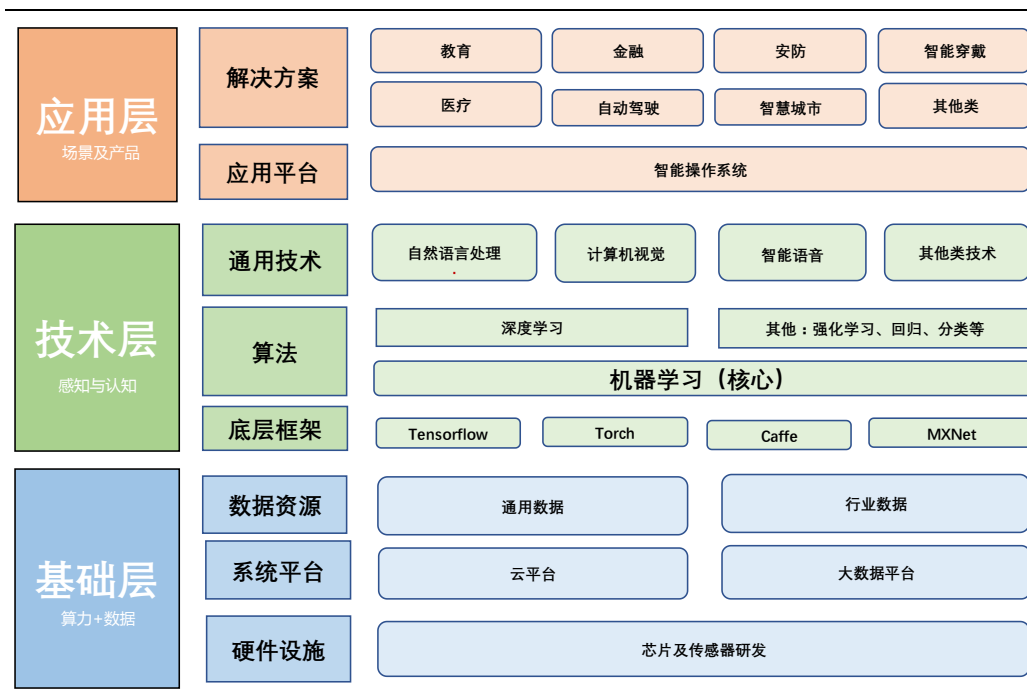 应用层
场景及产品
解决方案
教育
金融
安防
智能穿戴
医疗
自动驾驶
智慧城市
其他类
应用平台
智能操作系统
技术层
感知与认知
通用技术
自然语言处理
计算机视觉
智能语音
其他类技术
算法
深度学习
其他：强化学习、回归、分类等
机器学习（核心）
底层框架
Tensorflow
Torch
Caffe
MXNet
基础层
算力+数据
数据资源
通用数据
行业数据
系统平台
云平台
大数据平台
硬件设施
芯片及传感器研发